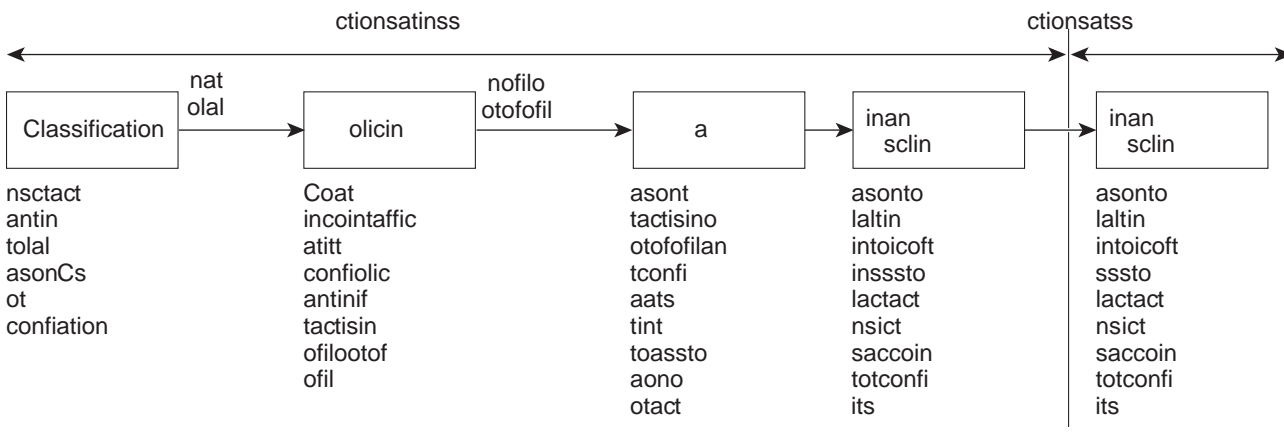 ctionsatinss
ctionsatss
nat
olal
nofilo
otofofil
Classification
olicin
a
inan
sclin
inan
sclin
nsctact
antin
tolal
asonCs
ot
confiation
Coat
incointaffic
atitt
confiolic
antinif
tactisin
ofilootof
ofil
asont
tactisino
otofofilan
tconfi
aats
tint
toassto
aono
otact
asonto
laltin
intoicoft
insssto
lactact
nsict
saccoin
totconfi
its
asonto
laltin
intoicoft
sssto
lactact
nsict
saccoin
totconfi
its